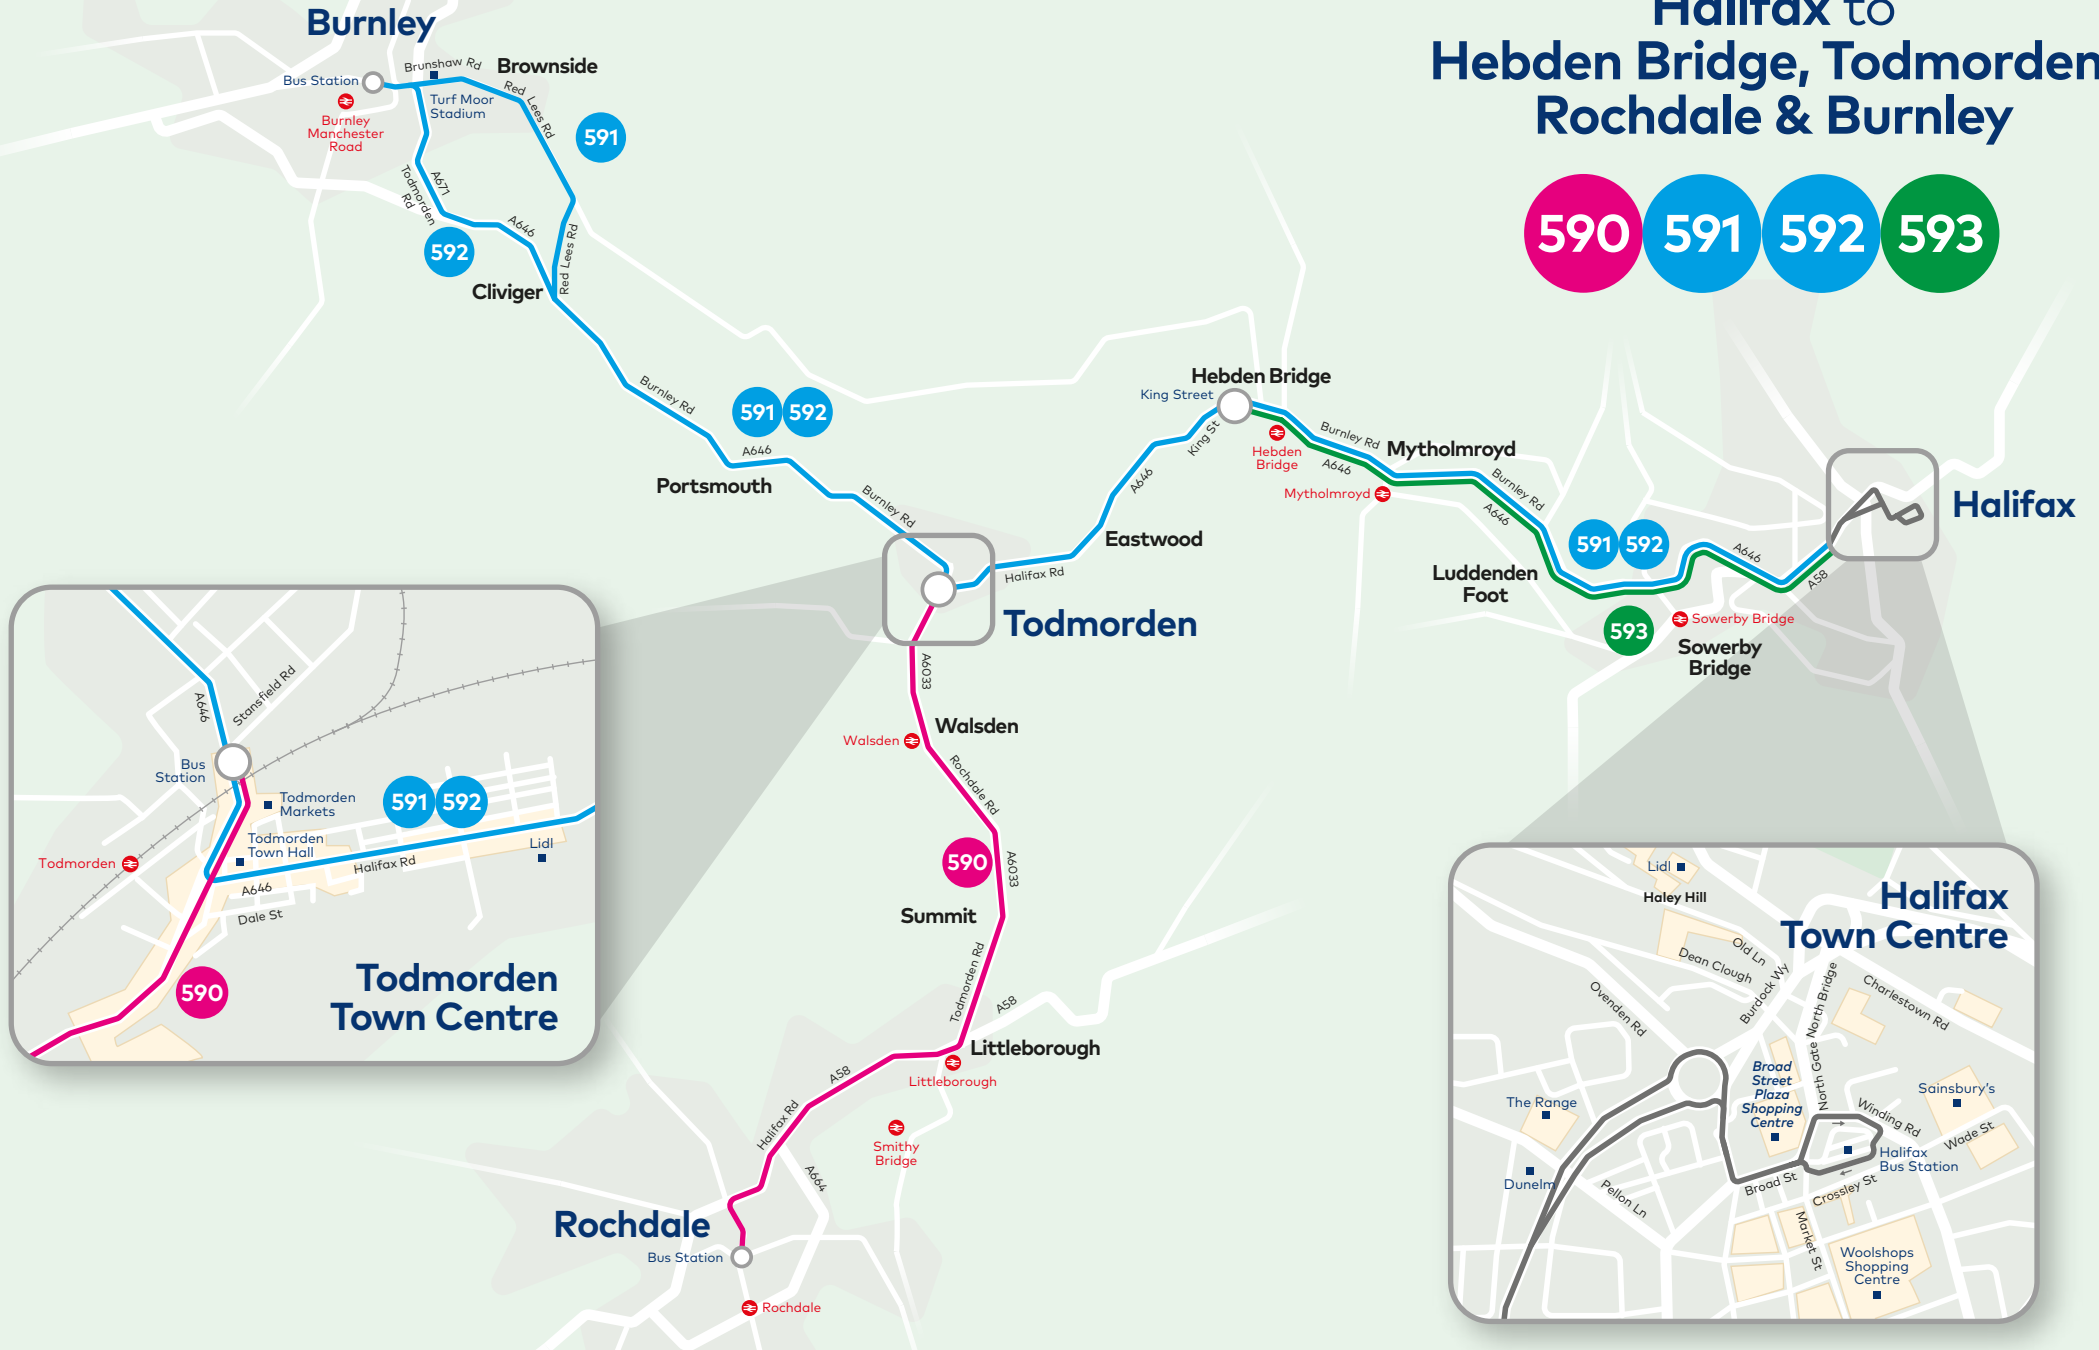 Halifax to
Hebden Bridge, Todmorden
Rochdale & Burnley
590 591 592 593
Burnley
Bus Station
Brunshaw Rd
Brownside
Turf Moor
Stadium
Burnley
Manchester
Road
Red Lees Rd
591
A671
Todmorden
Rd
A646
592
Red Lees Rd
Cliviger
Burnley Rd
591 592
A646
Portsmouth
Burnley Rd
Hebden Bridge
King Street
King St
A646
Eastwood
Halifax Rd
Todmorden
Hebden
Bridge
Burnley Rd
A646
Mytholmroyd
Mytholmroyd
Burnley Rd
A646
591 592
Luddenden
Foot
593
A646
A58
Sowerby Bridge
Sowerby
Bridge
Halifax
A6033
Walsden
Walsden
Rochdale Rd
590
A6033
Summit
Todmorden Rd
A58
Littleborough
Littleborough
A58
Halifax Rd
Smithy
Bridge
A664
Rochdale
Bus Station
Rochdale
A646
Stansfield Rd
Bus
Station
Todmorden
Markets
591 592
Todmorden
Town Hall
Todmorden
Halifax Rd
Lidl
A646
Dale St
590
Todmorden
Town Centre
Lidl
Haley Hill
Halifax
Town Centre
Old Ln
Dean Clough
Burdock Wy
North Bridge
Charlestown Rd
Ovenden Rd
North Gate
Broad
Street
Plaza
Shopping
Centre
Sainsbury's
The Range
Winding Rd
Wade St
Halifax
Bus Station
Dunelm
Broad St
Crossley St
Pellon Ln
Market St
Woolshops
Shopping
Centre